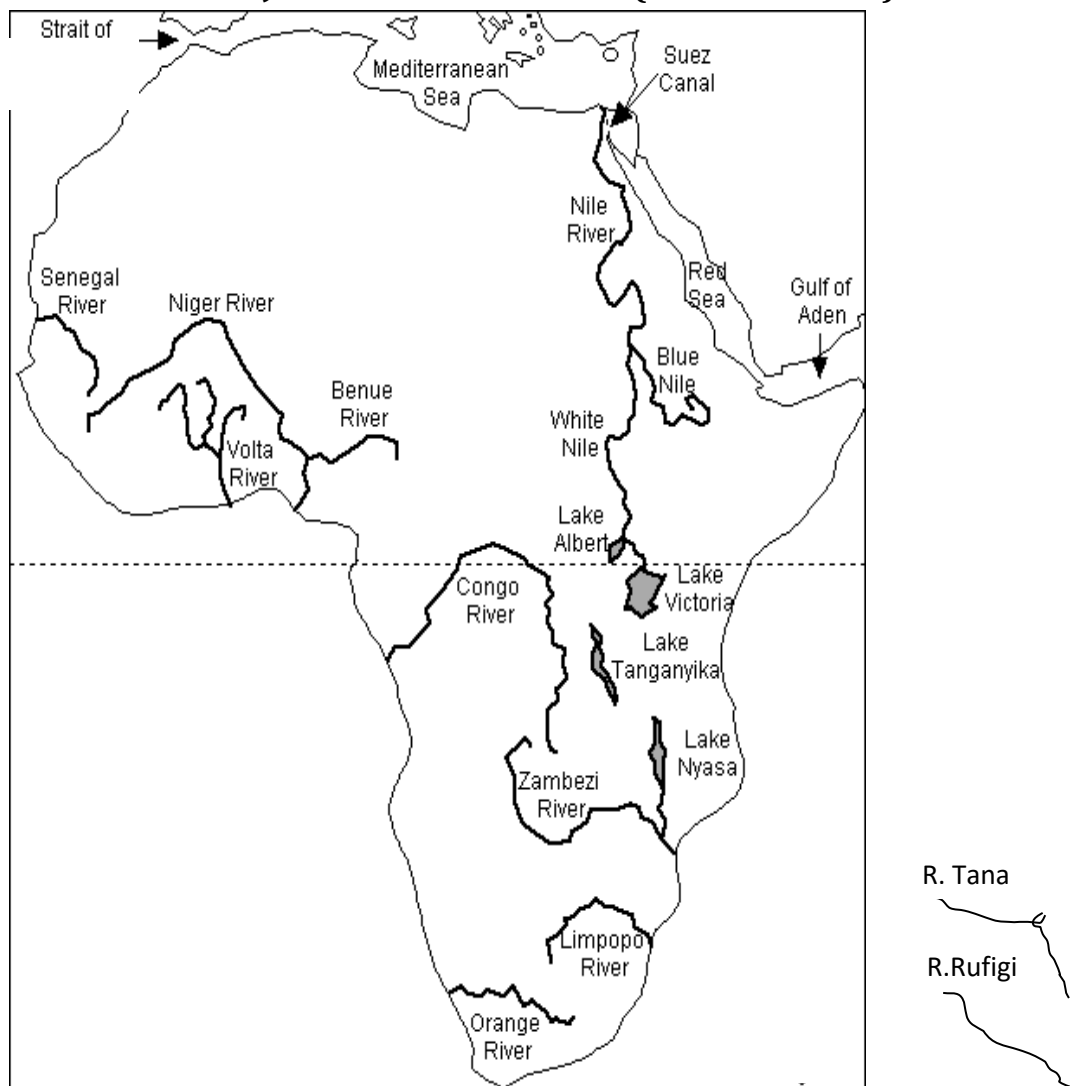 Strait of
Mediterranean
Sea
Suez
Canal
Nile
River
Red
Sea
Gulf of
Aden
Senegal
River
Niger River
Benue
River
Volta
River
Blue
Nile
White
Nile
Lake
Albert
Lake
Victoria
Congo
River
Lake
Tanganyika
Lake
Nyasa
Zambezi
River
R. Tana
R.Rufigi
Limpopo
River
Orange
River